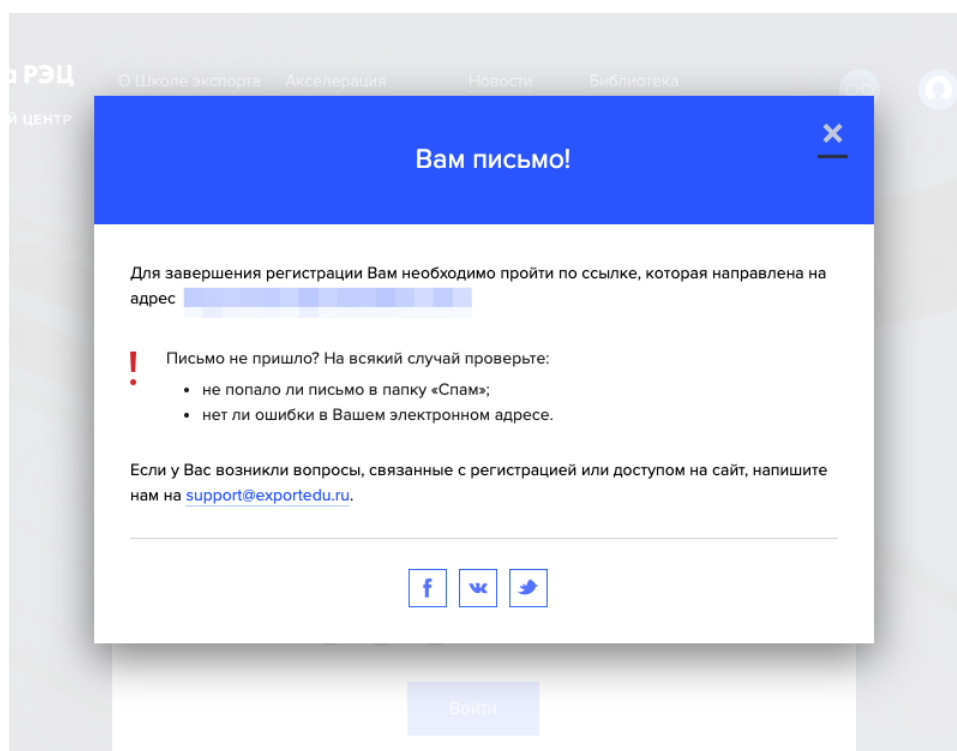 РЭЦ
О Школе экспорта Акселерация Новости Библиотека
ЦЕНТР
Вам письмо!
Для завершения регистрации Вам необходимо пройти по ссылке, которая направлена на
адрес
Письмо не пришло? На всякий случай проверьте:
• не попало ли письмо в папку «Спам»;
• нет ли ошибки в Вашем электронном адресе.
Если у Вас возникли вопросы, связанные с регистрацией или доступом на сайт, напишите
нам на support@exportedu.ru.
Войти